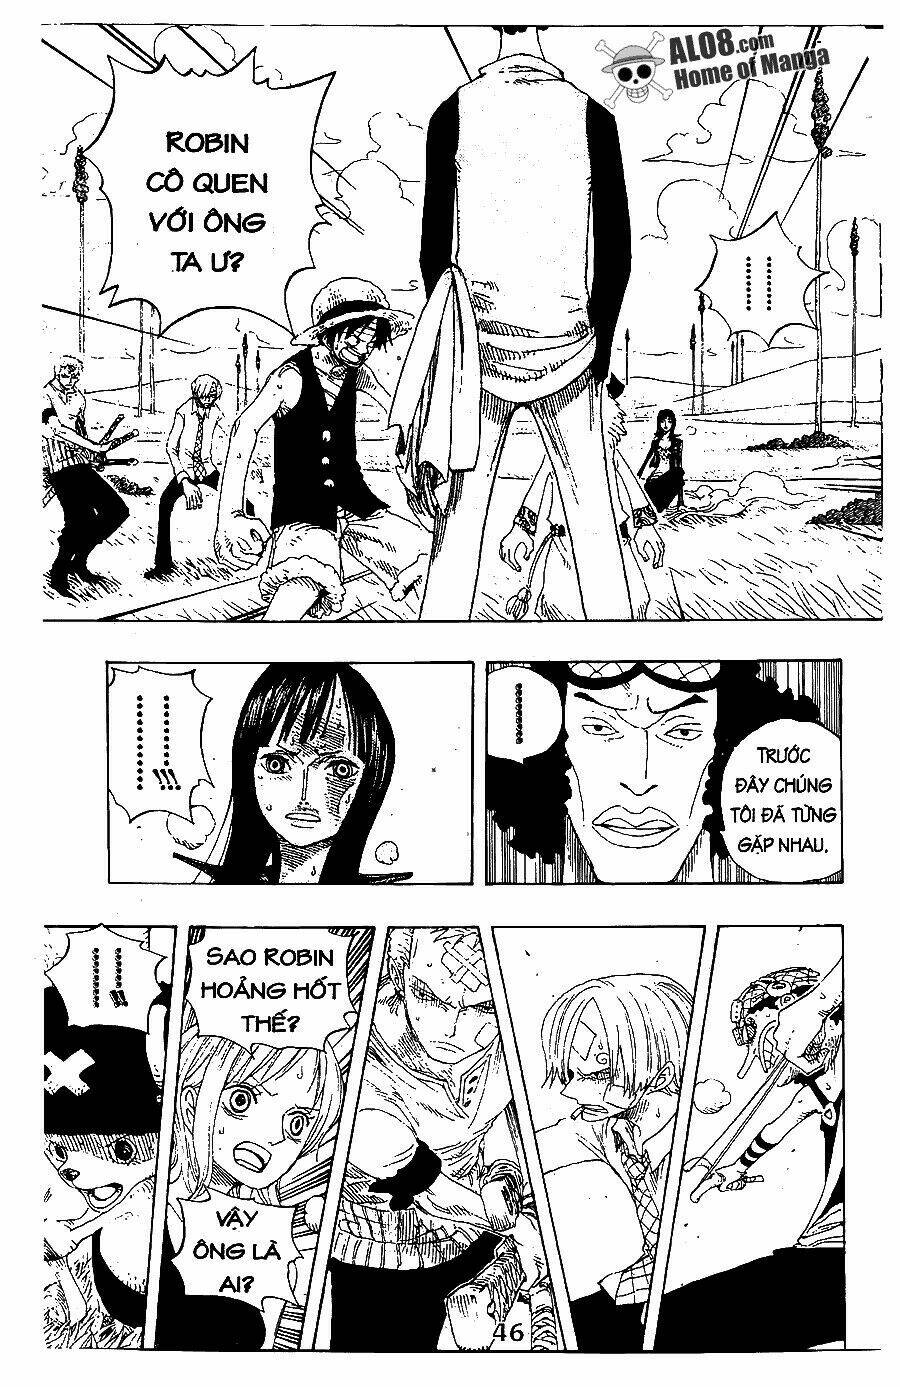 AL08.com
Home of Manga
ROBIN
CÔ QUEN
VỚI ÔNG
TA Ư?
TRƯỚC
ĐÂY CHÚNG
TÔI ĐÃ TỪNG
GẶP NHAU.
SAO ROBIN
HOẢNG HỐT
THẾ?
VẬY
ÔNG LÀ
AI?
46